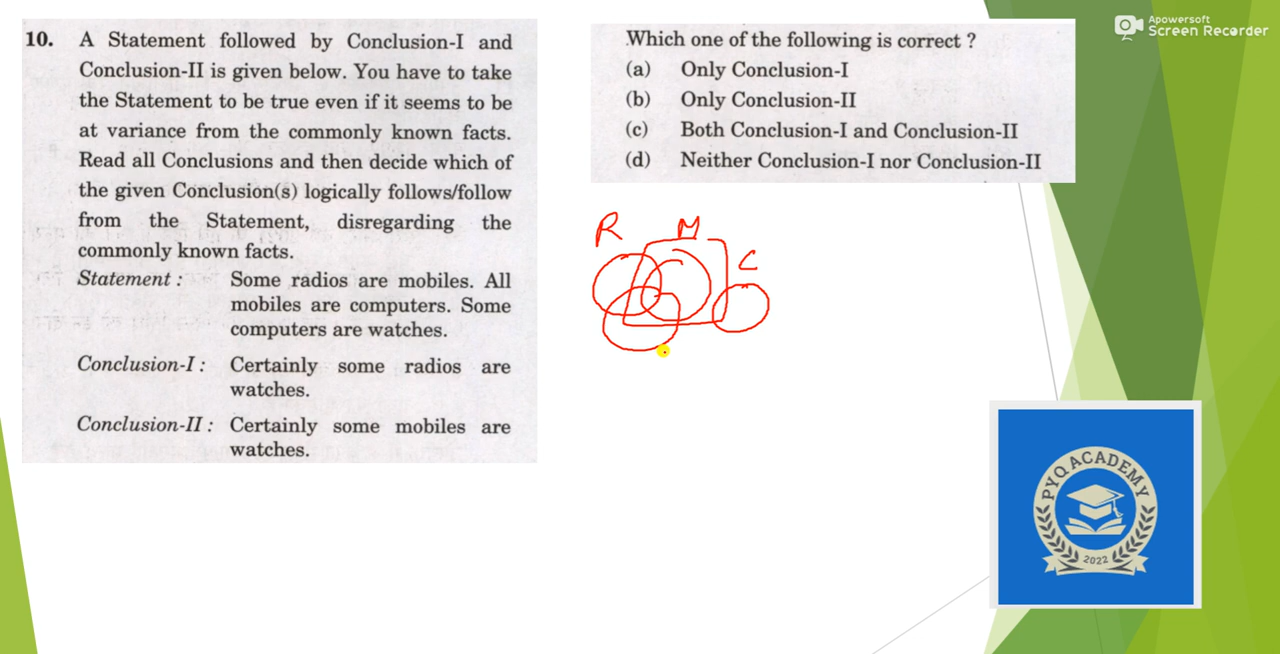 10. A Statement followed by Conclusion-I and
Conclusion-II is given below. You have to take
the Statement to be true even if it seems to be
at variance from the commonly known facts.
Read all Conclusions and then decide which of
the given Conclusion(s) logically follows/follow
from the Statement, disregarding the
commonly known facts.
Statement : Some radios are mobiles. All
mobiles are computers. Some
computers are watches.
Conclusion-I : Certainly some radios are
watches.
Conclusion-II : Certainly some mobiles are
watches.
Which one of the following is correct ?
(a) Only Conclusion-I
(b) Only Conclusion-II
(c) Both Conclusion-I and Conclusion-II
(d) Neither Conclusion-I nor Conclusion-II
R M C
Apowersoft
Screen Recorder
PYQ ACADEMY
2022